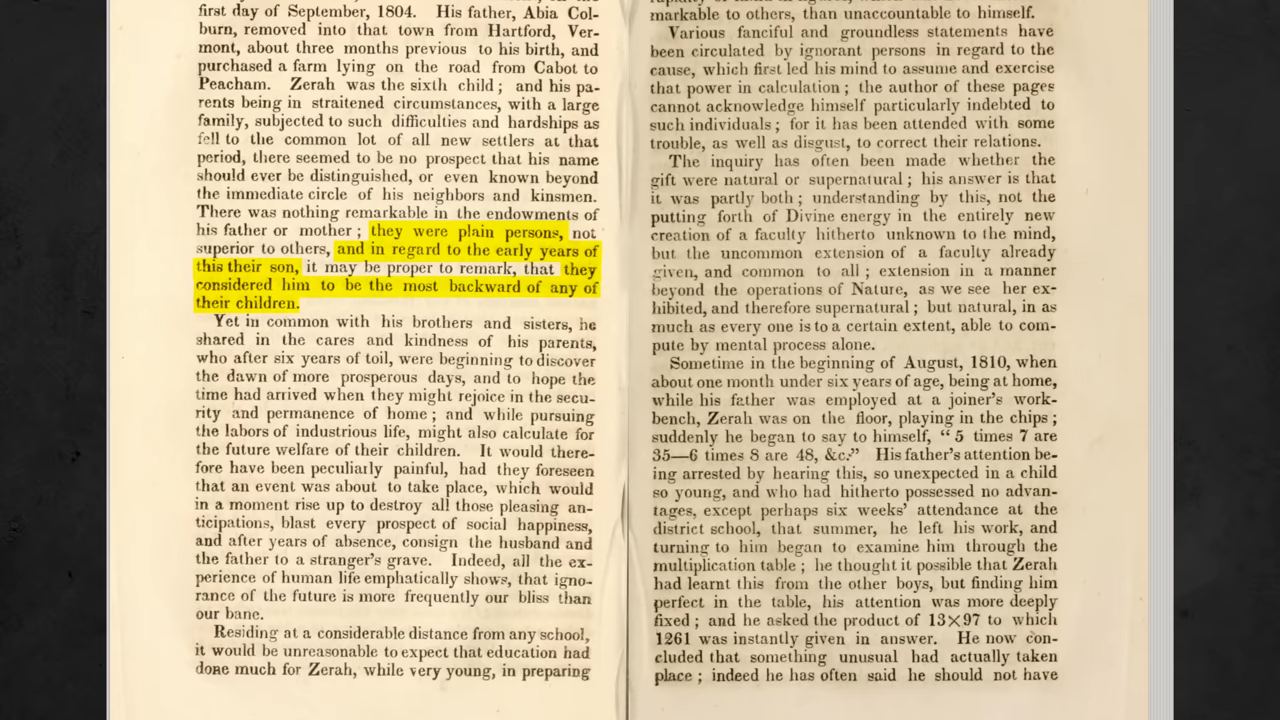 first day of September, 1804. His father, Abia Col-
burn, removed into that town from Hartford, Ver-
mont, about three months previous to his birth, and
purchased a farm lying on the road from Cabot to
Peacham. Zerah was the sixth child; and his pa-
rents being in straitened circumstances, with a large
family, subjected to such difficulties and hardships as
fell to the common lot of all new settlers at that
period, there seemed to be no prospect that his name
should ever be distinguished, or even known beyond
the immediate circle of his neighbors and kinsmen.
There was nothing remarkable in the endowments of
his father or mother; they were plain persons, not
superior to others, and in regard to the early years of
this their son, it may be proper to remark, that they
considered him to be the most backward of any of
their children.
Yet in common with his brothers and sisters, he
shared in the cares and kindness of his parents,
who after six years of toil, were beginning to discover
the dawn of more prosperous days, and to hope the
time had arrived when they might rejoice in the secu-
rity and permanence of home; and while pursuing
the labors of industrious life, might also calculate for
the future welfare of their children. It would there-
fore have been peculiarly painful, had they foreseen
that an event was about to take place, which would
in a moment rise up to destroy all those pleasing an-
ticipations, blast every prospect of social happiness,
and after years of absence, consign the husband and
the father to a stranger's grave. Indeed, all the ex-
perience of human life emphatically shows, that igno-
rance of the future is more frequently our bliss than
our bane.
Residing at a considerable distance from any school,
it would be unreasonable to expect that education had
done much for Zerah, while very young, in preparing
markable to others, than unaccountable to himself.
Various fanciful and groundless statements have
been circulated by ignorant persons in regard to the
cause, which first led his mind to assume and exercise
that power in calculation; the author of these pages
cannot acknowledge himself particularly indebted to
such individuals; for it has been attended with some
trouble, as well as disgust, to correct their relations.
The inquiry has often been made whether the
gift were natural or supernatural; his answer is that
it was partly both; understanding by this, not the
putting forth of Divine energy in the entirely new
creation of a faculty hitherto unknown to the mind,
but the uncommon extension of a faculty already
given, and common to all; extension in a manner
beyond the operations of Nature, as we see her ex-
hibited, and therefore supernatural; but natural, in as
much as every one is to a certain extent, able to com-
pute by mental process alone.
Sometime in the beginning of August, 1810, when
about one month under six years of age, being at home,
while his father was employed at a joiner's work-
bench, Zerah was on the floor, playing in the chips;
suddenly he began to say to himself, "5 times 7 are
35—6 times 8 are 48, &c." His father's attention be-
ing arrested by hearing this, so unexpected in a child
so young, and who had hitherto possessed no advan-
tages, except perhaps six weeks' attendance at the
district school, that summer, he left his work, and
turning to him began to examine him through the
multiplication table; he thought it possible that Zerah
had learnt this from the other boys, but finding him
perfect in the table, his attention was more deeply
fixed; and he asked the product of 13×97 to which
1261 was instantly given in answer. He now con-
cluded that something unusual had actually taken
place; indeed he has often said he should not have